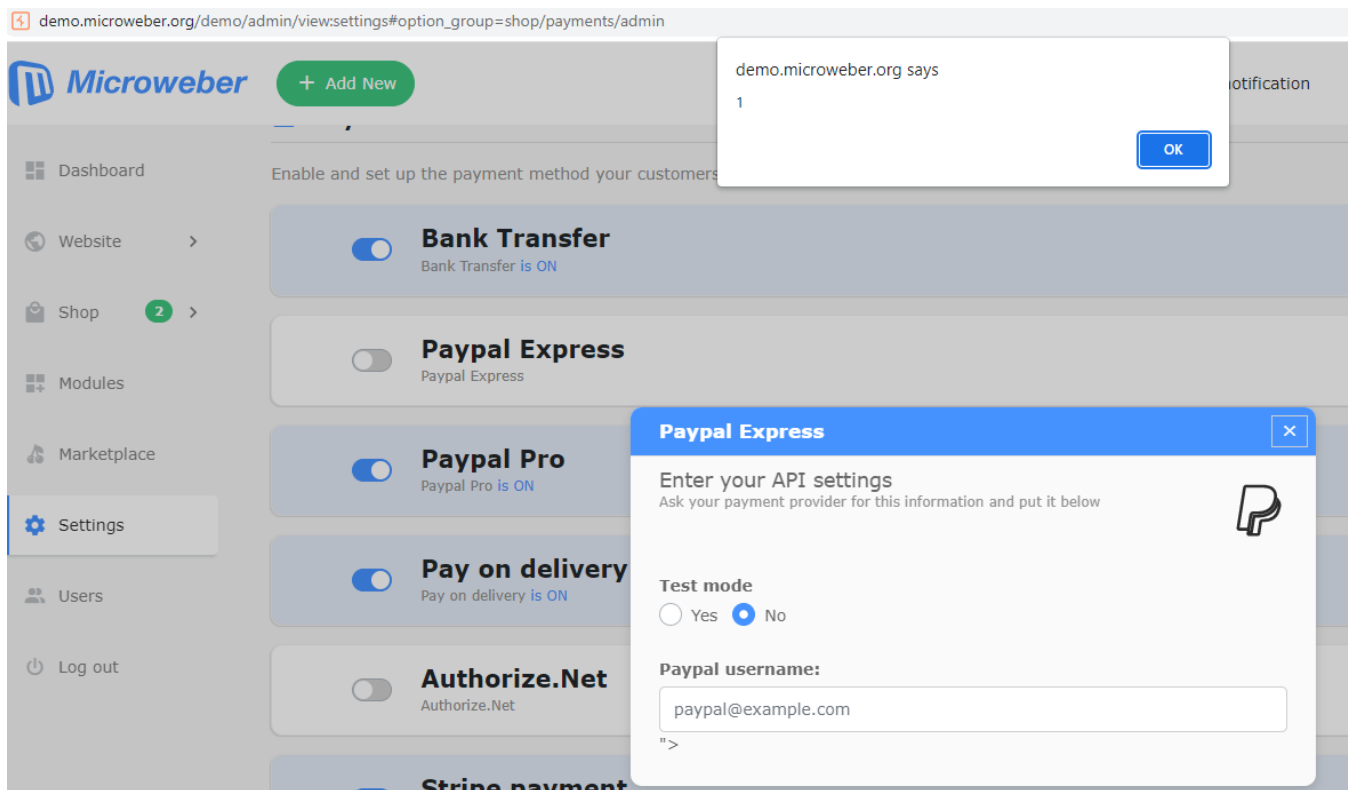 demo.microweber.org/demo/admin/view:settings#option_group=shop/payments/admin
Microweber
+ Add New
demo.microweber.org says
1
OK
otification
Dashboard
Website
Shop 2
Modules
Marketplace
Settings
Users
Log out
Enable and set up the payment method your customers
Bank Transfer
Bank Transfer is ON
Paypal Express
Paypal Express
Paypal Pro
Paypal Pro is ON
Pay on delivery
Pay on delivery is ON
Authorize.Net
Authorize.Net
Stripe payment
Paypal Express
Enter your API settings
Ask your payment provider for this information and put it below
Test mode
Yes No
Paypal username:
paypal@example.com
">